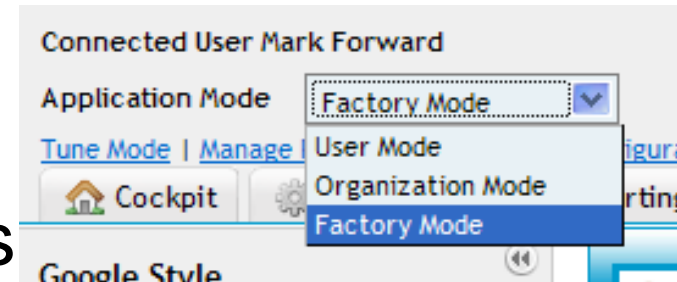 Connected User Mark Forward
Application Mode Factory Mode
User Mode
Organization Mode
Factory Mode
Tune Mode | Manage
Cockpit
Google Style